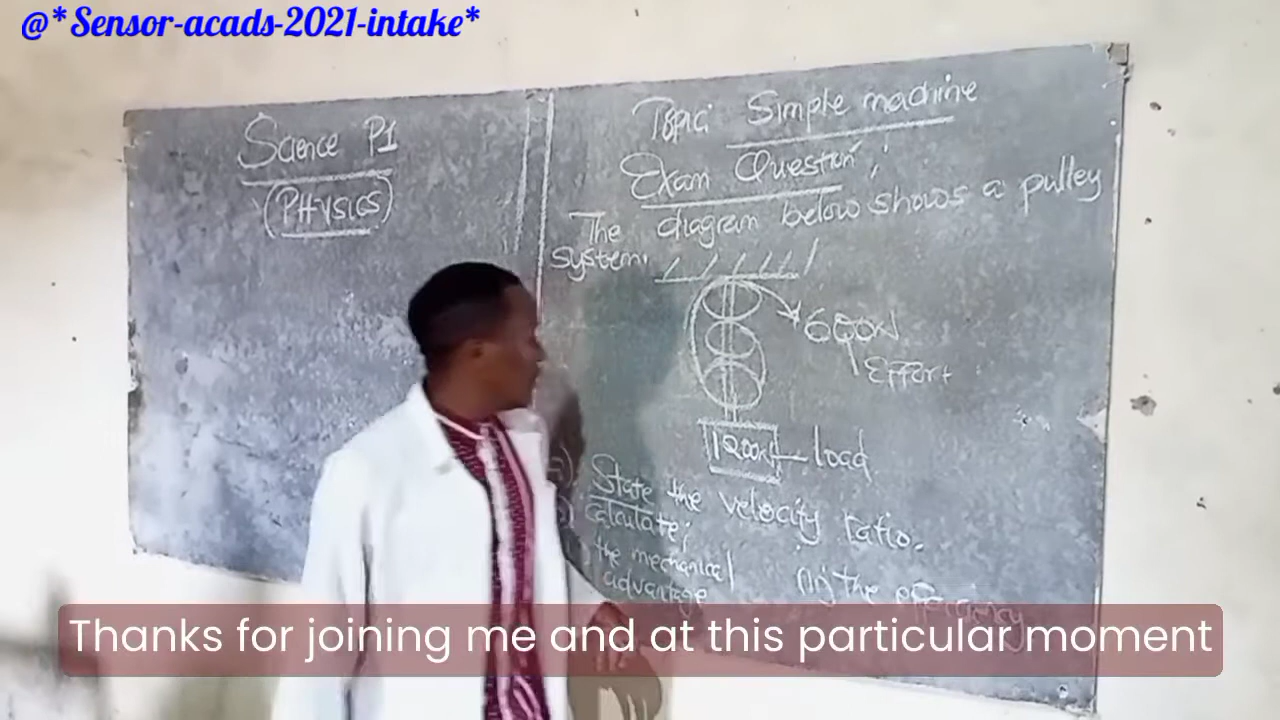 @*Sensor-acads-2021-intake*
Science P1
(PHYSICS)
Topic: Simple machine
Exam Question;
The diagram below shows a pulley
system.
600N
Effort
1200N
load
State the velocity ratio.
Calculate;
the mechanical
advantage
the efficiency
Thanks for joining me and at this particular moment